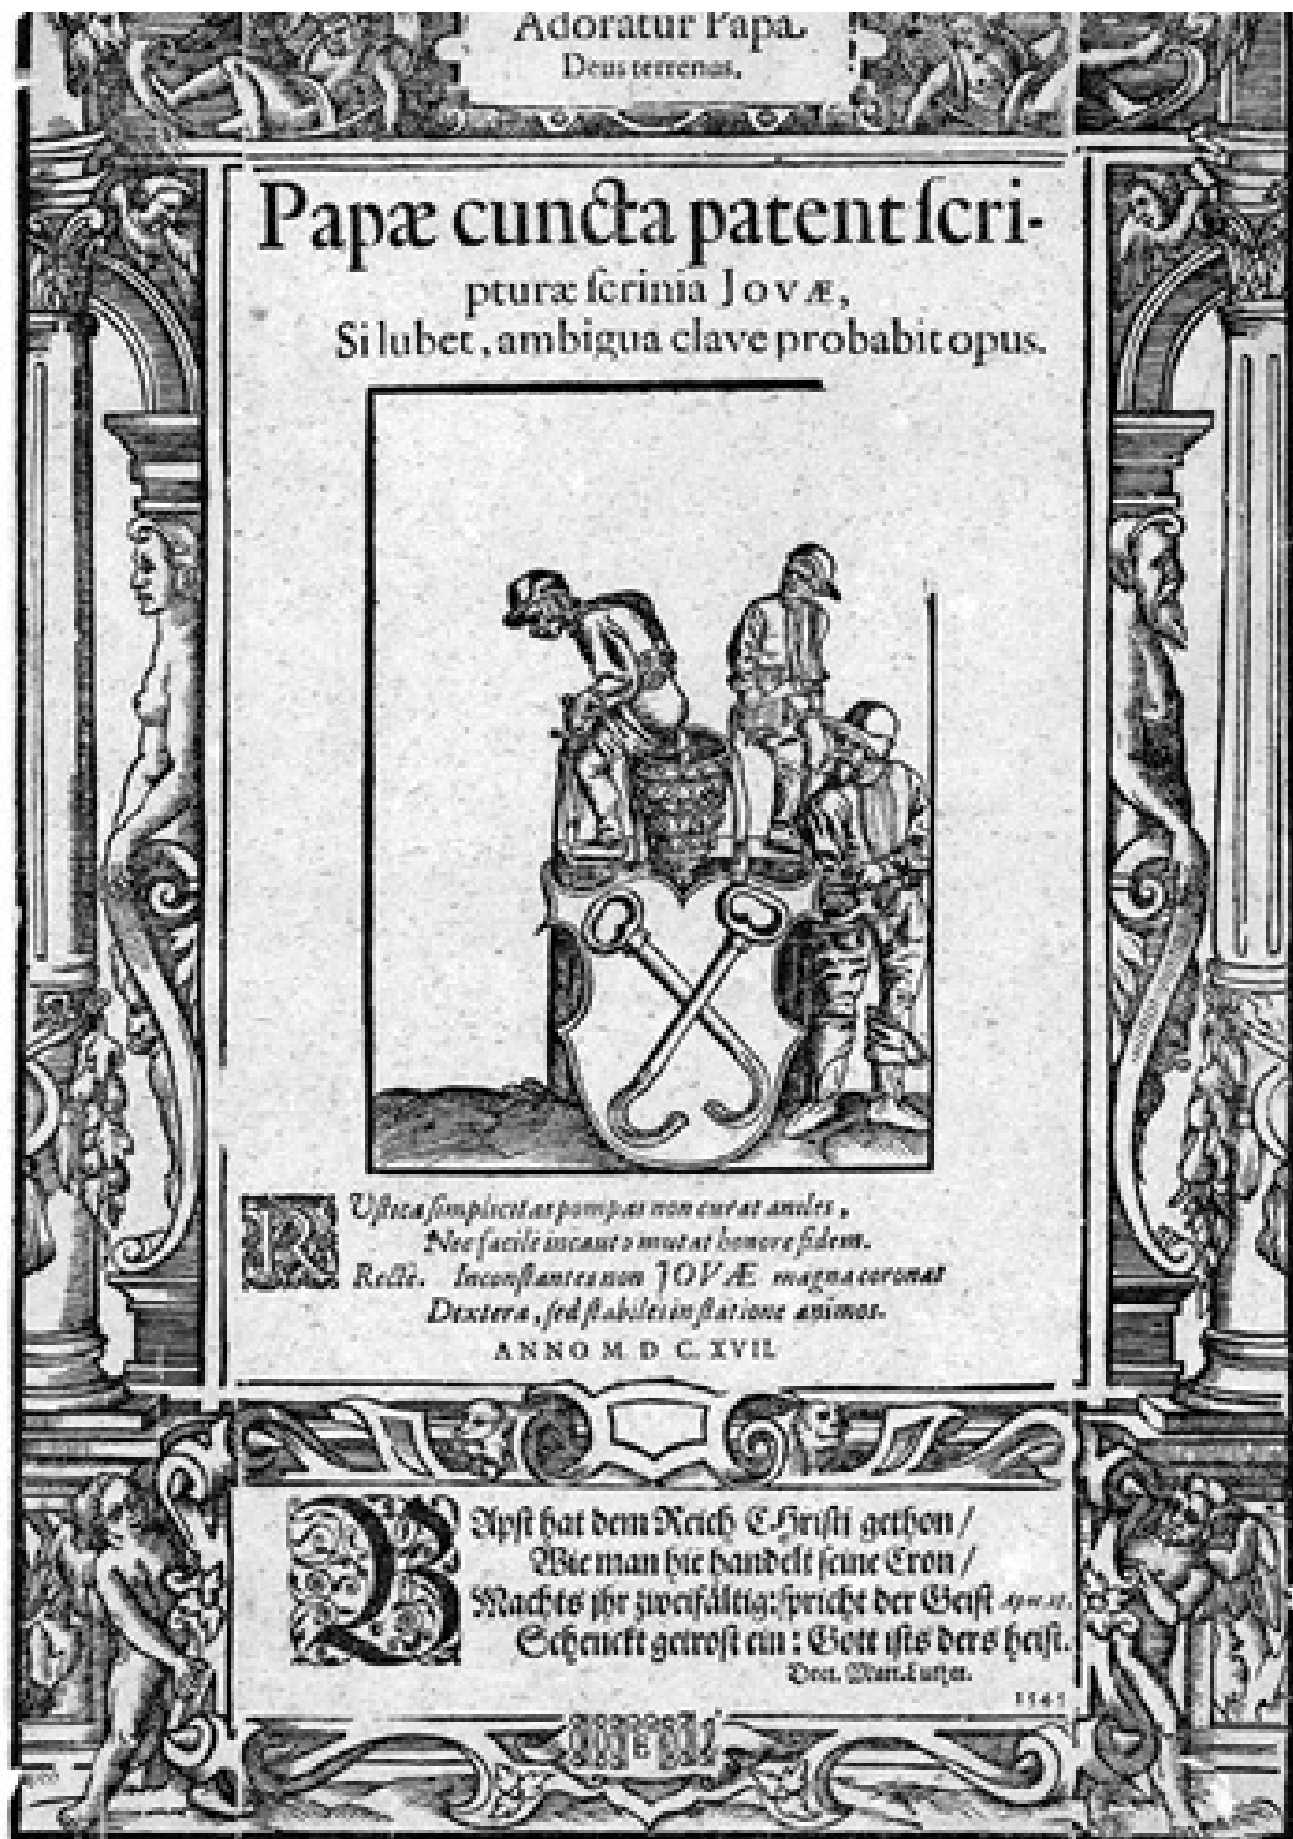 Adoratur Papa.
Deus terrenus.
Papæ cuncta patent ſcri-
pturæ ſcrinia Jovæ,
Si lubet, ambigua clave probabit opus.
RUſtica ſimplicitas pompas non curat aniles,
Nec facile incauto mutat honore fidem.
Rectè. Inconſtantes non JOVÆ magna coronat
Dextera, ſed ſtabiles in ſtatione animos.
ANNO M D C. XVII.
BApſt hat dem Reich CHriſti gethon /
Wie man hie handelt ſeine Cron /
Machts jhr zweifältig: ſpricht der Geiſt
Schenckt getroſt ein: Gott iſts ders heiſt.
Doct. Mart. Luther.
1545